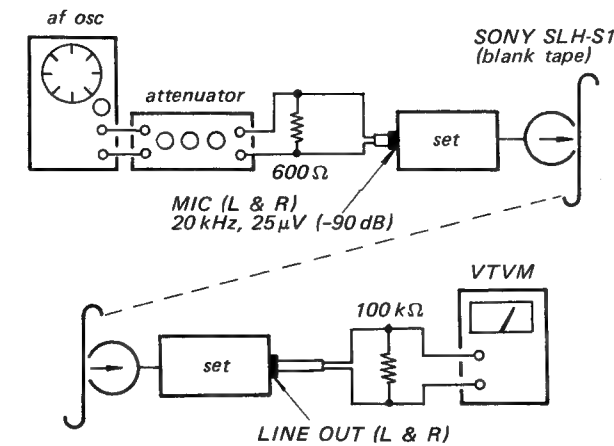 af osc
SONY SLH-S1
(blank tape)
attenuator
set
600Ω
MIC (L & R)
20 kHz, 25μV (–90 dB)
VTVM
100 kΩ
set
LINE OUT (L & R)